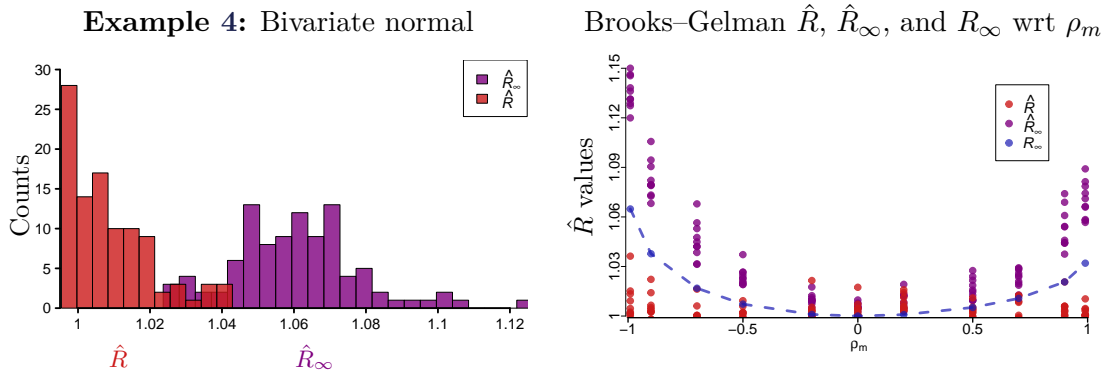 Example 4: Bivariate normal
30
25
20
15
10
5
0
Counts
R̂∞
R̂
1 1.02 1.04 1.06 1.08 1.1 1.12
R̂ R̂∞
Brooks–Gelman R̂, R̂∞, and R∞ wrt ρm
1.15
1.12
1.09
1.06
1.03
1
R̂ values
R̂
R̂∞
R∞
−1 −0.5 0 0.5 1
ρm